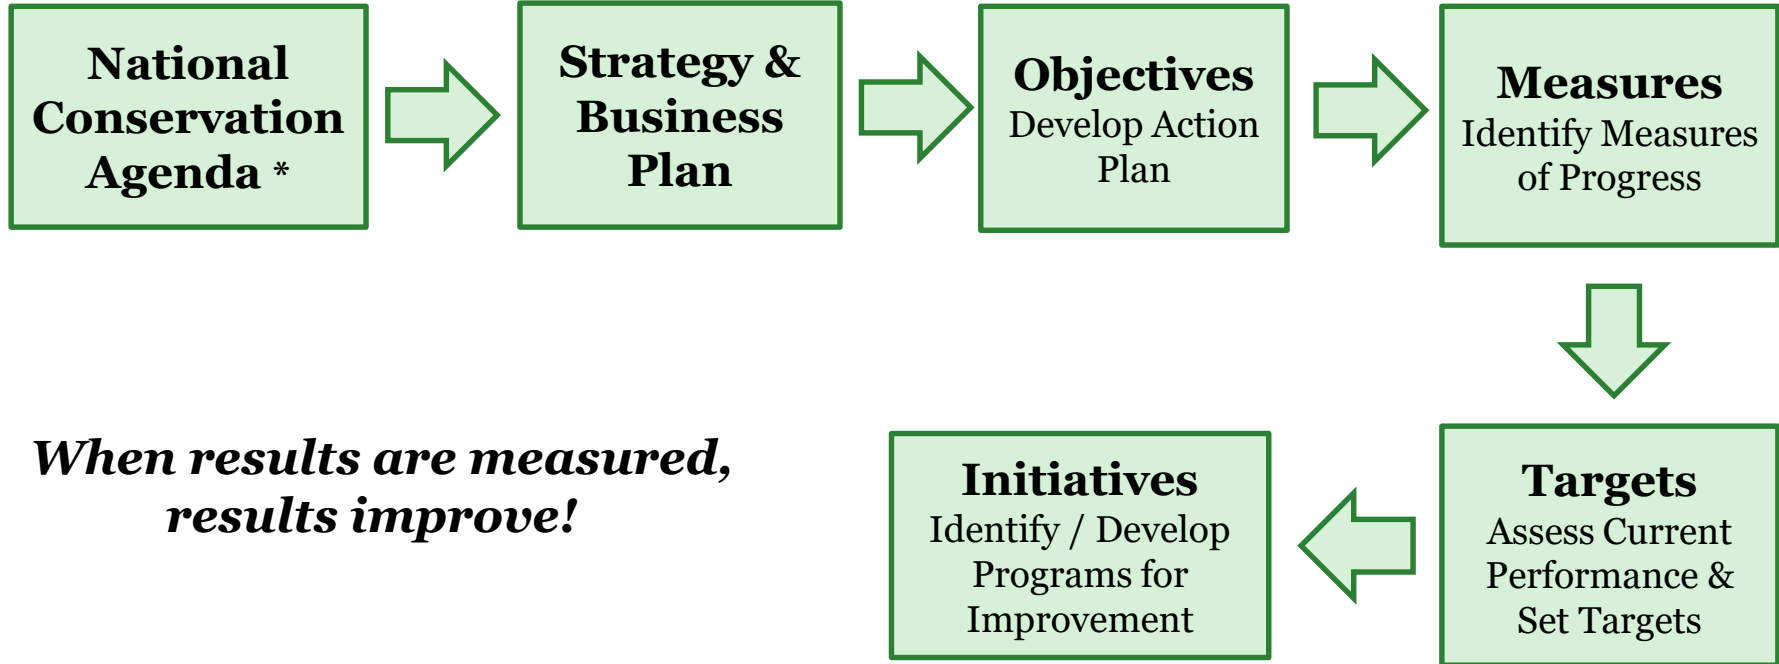 National
Conservation
Agenda *
Strategy &
Business
Plan
Objectives
Develop Action
Plan
Measures
Identify Measures
of Progress
Targets
Assess Current
Performance &
Set Targets
Initiatives
Identify / Develop
Programs for
Improvement
When results are measured,
results improve!